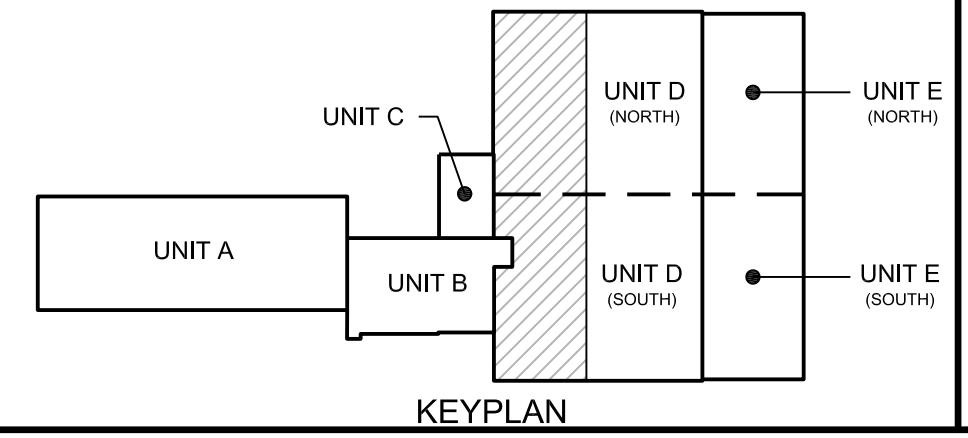 UNIT D
(NORTH)
UNIT E
(NORTH)
UNIT C
UNIT A
UNIT B
UNIT D
(SOUTH)
UNIT E
(SOUTH)
KEYPLAN